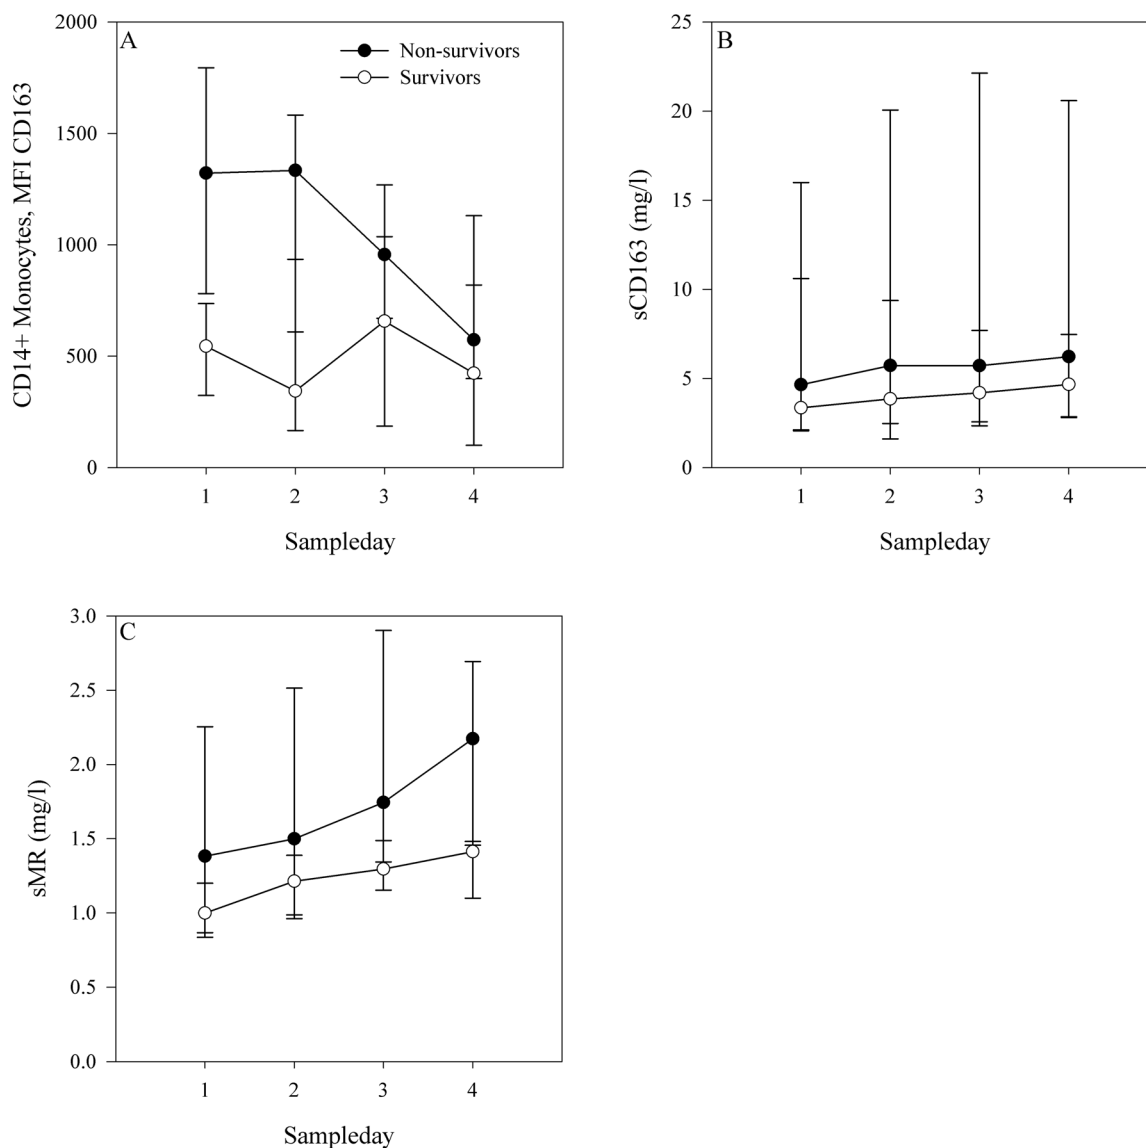 A
Non-survivors
Survivors
CD14+ Monocytes, MFI CD163
2000
1500
1000
500
0
1 2 3 4
Sampleday
B
sCD163 (mg/l)
25
20
15
10
5
0
1 2 3 4
Sampleday
C
sMR (mg/l)
3.0
2.5
2.0
1.5
1.0
0.5
0.0
1 2 3 4
Sampleday